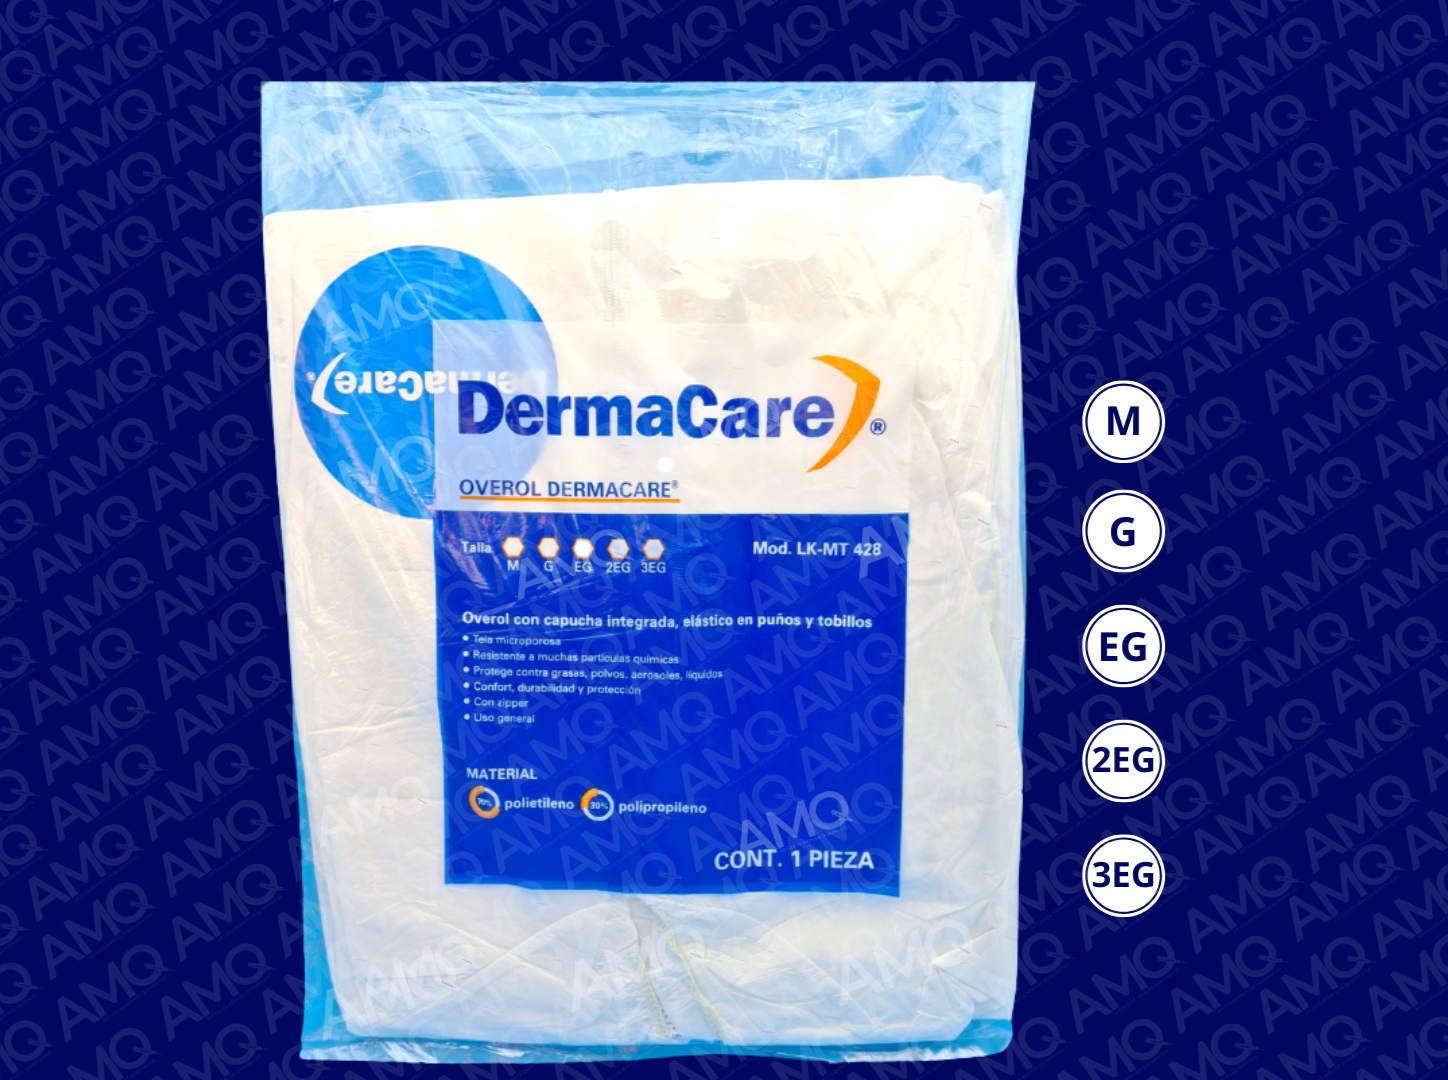 DermaCare
DermaCare®
OVEROL DERMACARE®
Talla
M G EG 2EG 3EG
Mod. LK-MT 428
Overol con capucha integrada, elástico en puños y tobillos
• Tela microporosa
• Resistente a muchas partículas químicas
• Protege contra grasas, polvos, aerosoles, líquidos
• Confort, durabilidad y protección
• Con zipper
• Uso general
MATERIAL
70% polietileno 30% polipropileno
CONT. 1 PIEZA
M
G
EG
2EG
3EG
AMQ